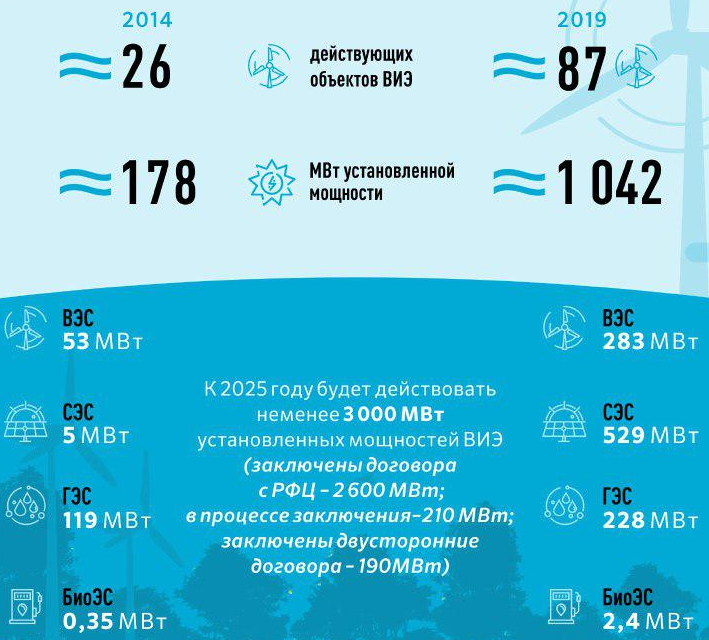 2014
2019
≈ 26
действующих
объектов ВИЭ
≈ 87
≈ 178
МВт установленной
мощности
≈ 1 042
ВЭС
53 МВт
СЭС
5 МВт
ГЭС
119 МВт
БиоЭС
0,35 МВт
К 2025 году будет действовать
неменее 3 000 МВт
установленных мощностей ВИЭ
(заключены договора
с РФЦ – 2 600 МВт;
в процессе заключения–210 МВт;
заключены двусторонние
договора – 190МВт)
ВЭС
283 МВт
СЭС
529 МВт
ГЭС
228 МВт
БиоЭС
2,4 МВт